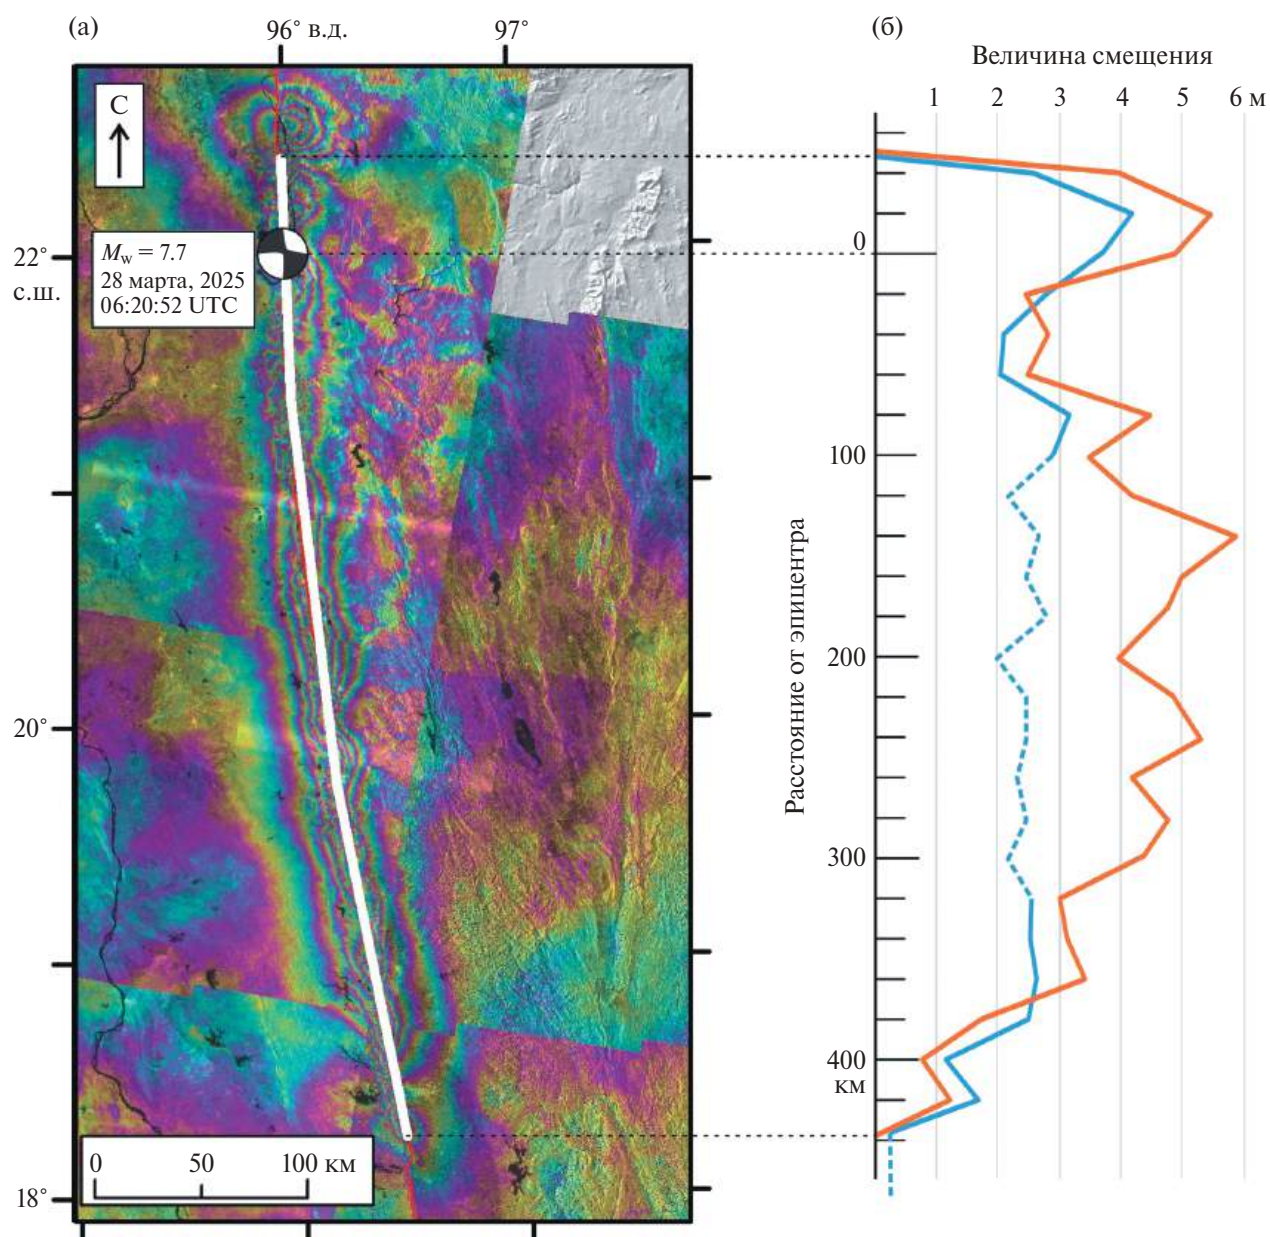 (а)
96˚ в.д.
97˚
С
22˚
с.ш.
Mw = 7.7
28 марта, 2025
06:20:52 UTC
20˚
18˚
0 50 100 км
(б)
Величина смещения
1 2 3 4 5 6 м
Расстояние от эпицентра
0
100
200
300
400
км